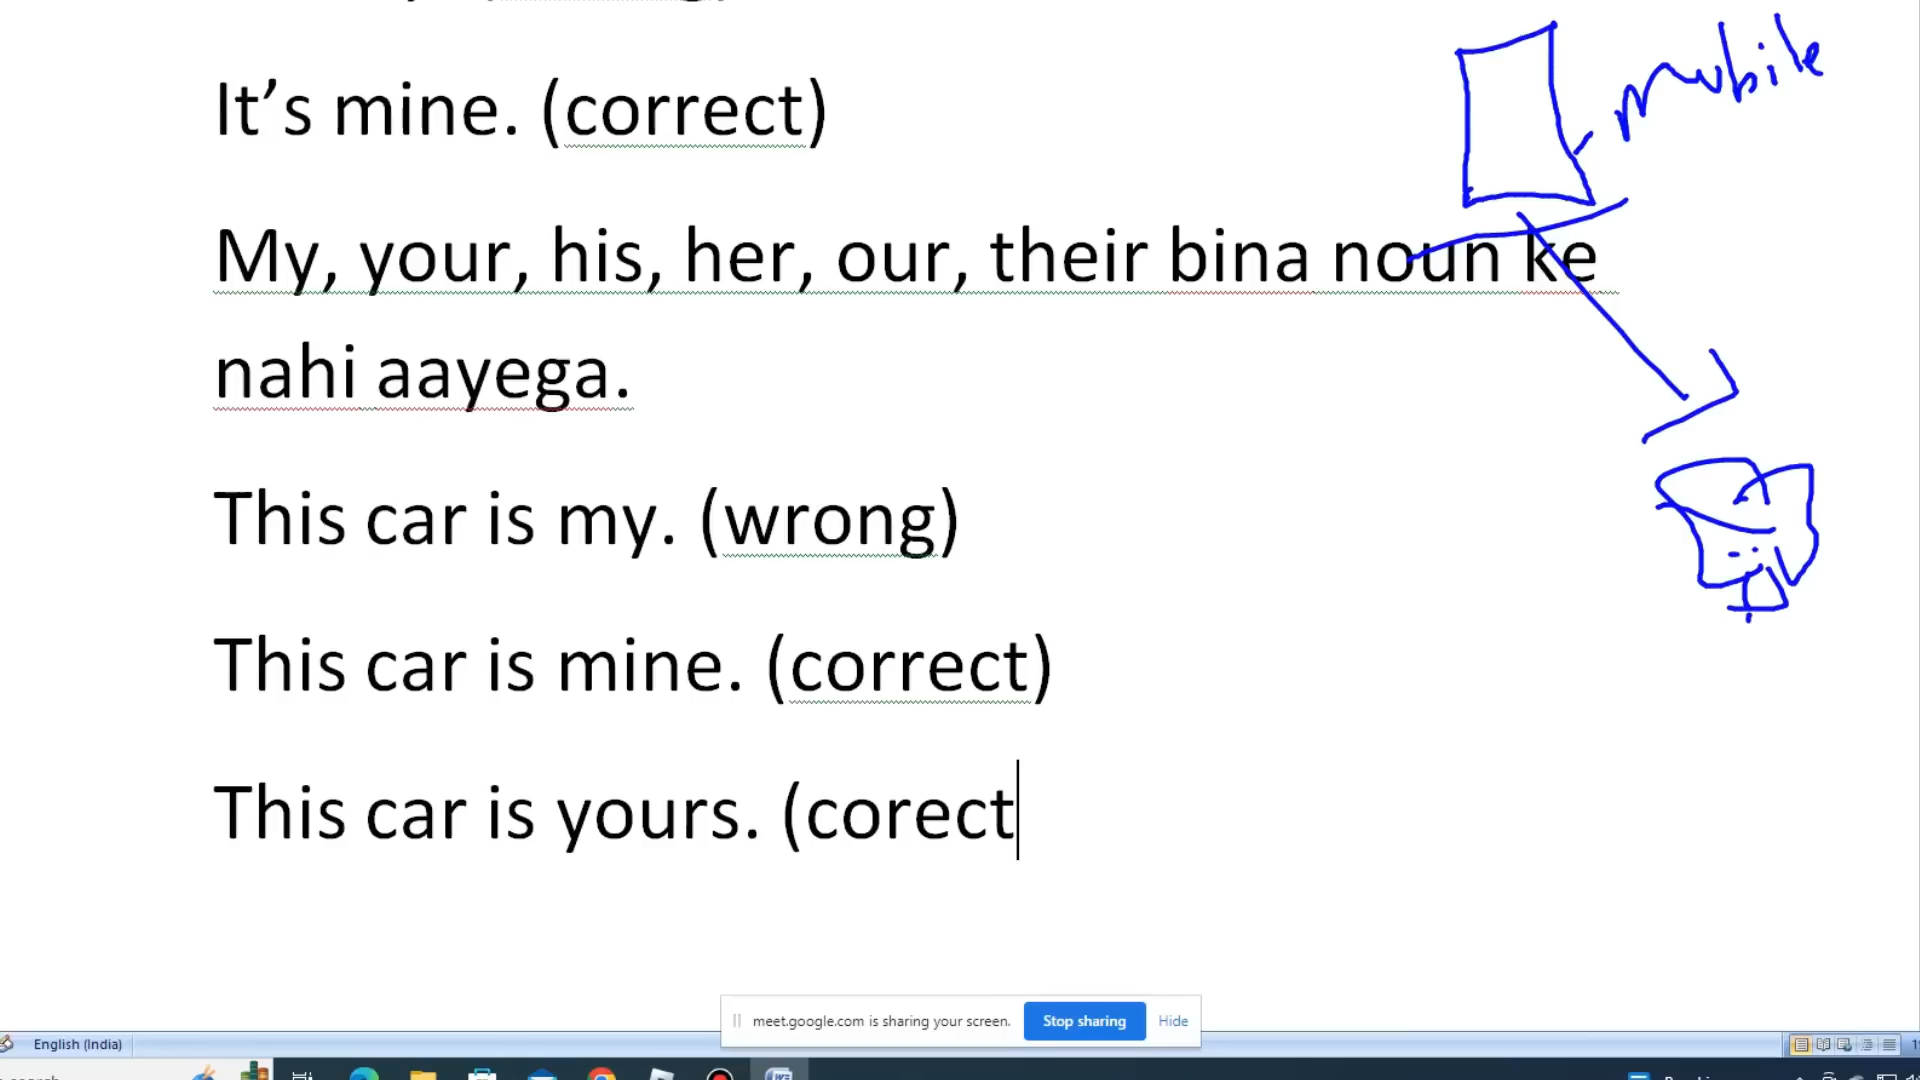 It’s mine. (correct)
mobile
My, your, his, her, our, their bina noun ke
nahi aayega.
This car is my. (wrong)
This car is mine. (correct)
This car is yours. (corect
meet.google.com is sharing your screen. Stop sharing Hide
English (India)